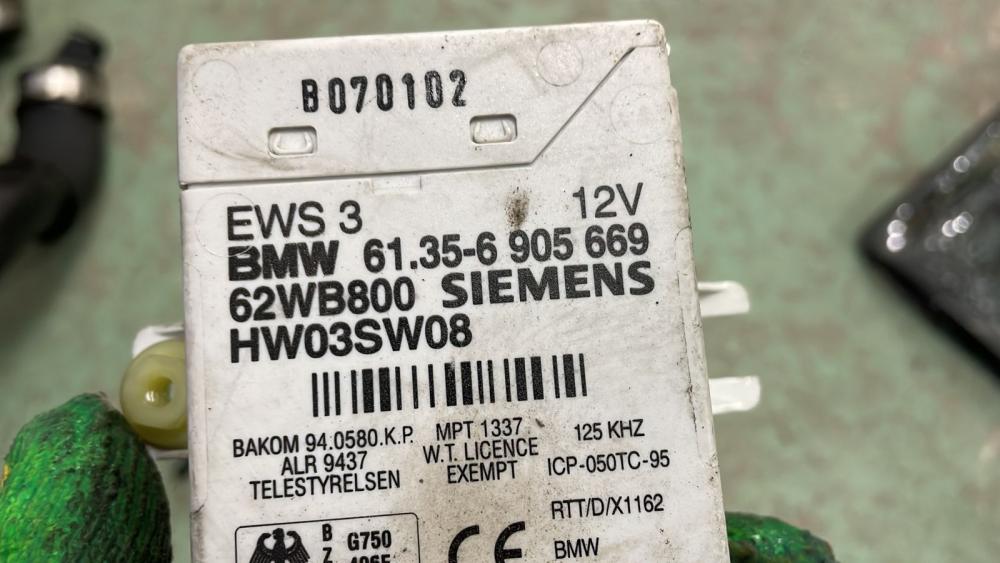 B070102
EWS 3 12V
BMW 61.35-6 905 669
62WB800 SIEMENS
HW03SW08
BAKOM 94.0580.K.P.
ALR 9437
TELESTYRELSEN
MPT 1337
W.T. LICENCE
EXEMPT
125 KHZ
ICP-050TC-95
RTT/D/X1162
BMW
B
Z
G750
CE